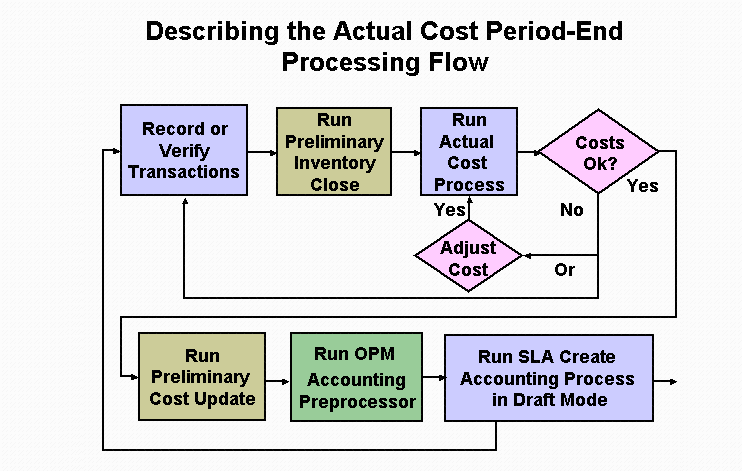 Describing the Actual Cost Period-End
Processing Flow
Record or
Verify
Transactions
Run
Preliminary
Inventory
Close
Run
Actual
Cost
Process
Costs
Ok?
Yes
No
Yes
Adjust
Cost
Or
Run
Preliminary
Cost Update
Run OPM
Accounting
Preprocessor
Run SLA Create
Accounting Process
in Draft Mode